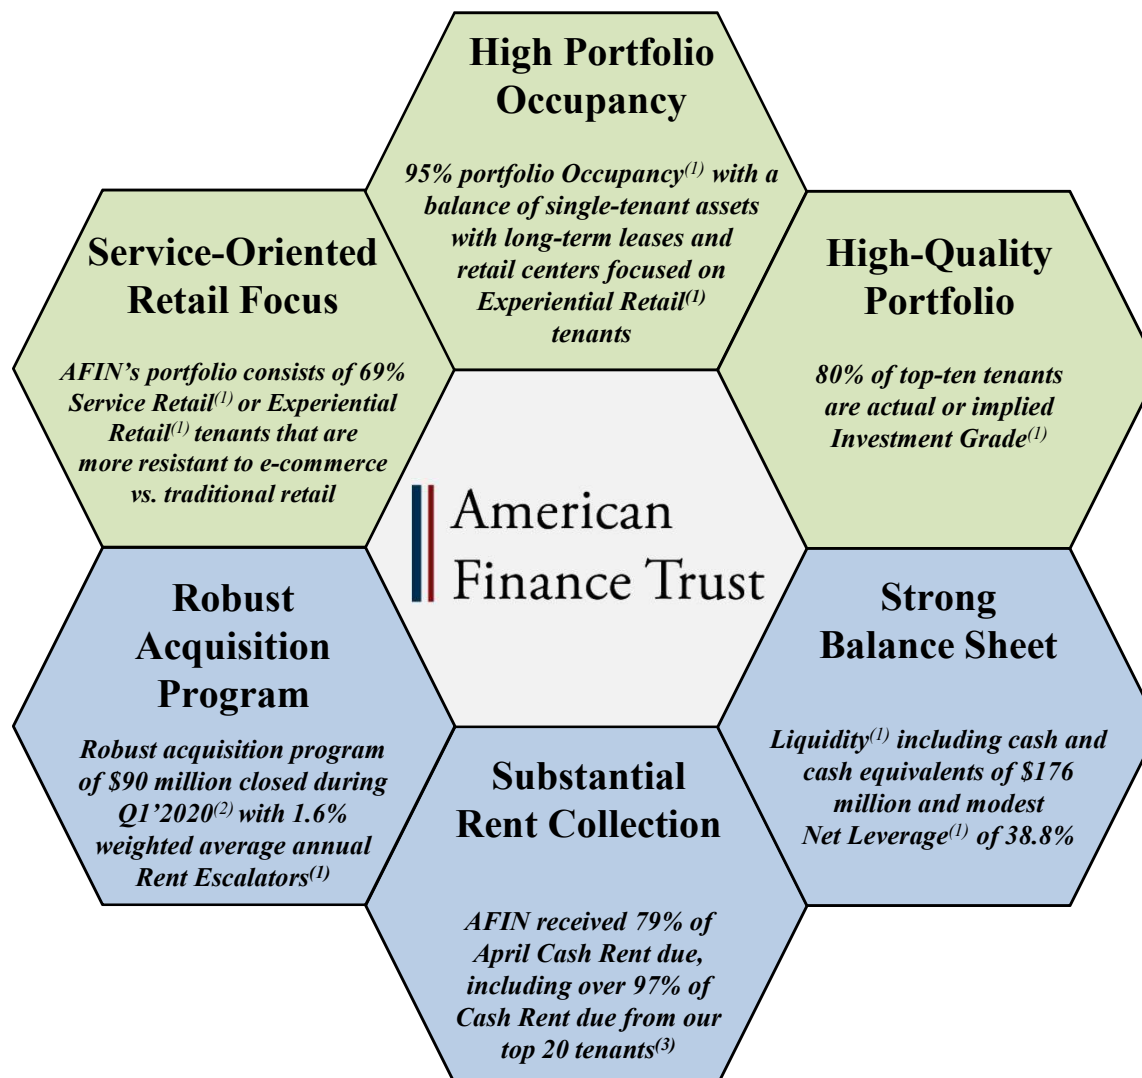 High Portfolio
Occupancy
95% portfolio Occupancy(1) with a
balance of single-tenant assets
with long-term leases and
retail centers focused on
Experiential Retail(1)
tenants
Service-Oriented
Retail Focus
AFIN’s portfolio consists of 69%
Service Retail(1) or Experiential
Retail(1) tenants that are
more resistant to e-commerce
vs. traditional retail
High-Quality
Portfolio
80% of top-ten tenants
are actual or implied
Investment Grade(1)
American
Finance Trust
Robust
Acquisition
Program
Robust acquisition program
of $90 million closed during
Q1’2020(2) with 1.6%
weighted average annual
Rent Escalators(1)
Strong
Balance Sheet
Liquidity(1) including cash and
cash equivalents of $176
million and modest
Net Leverage(1) of 38.8%
Substantial
Rent Collection
AFIN received 79% of
April Cash Rent due,
including over 97% of
Cash Rent due from our
top 20 tenants(3)